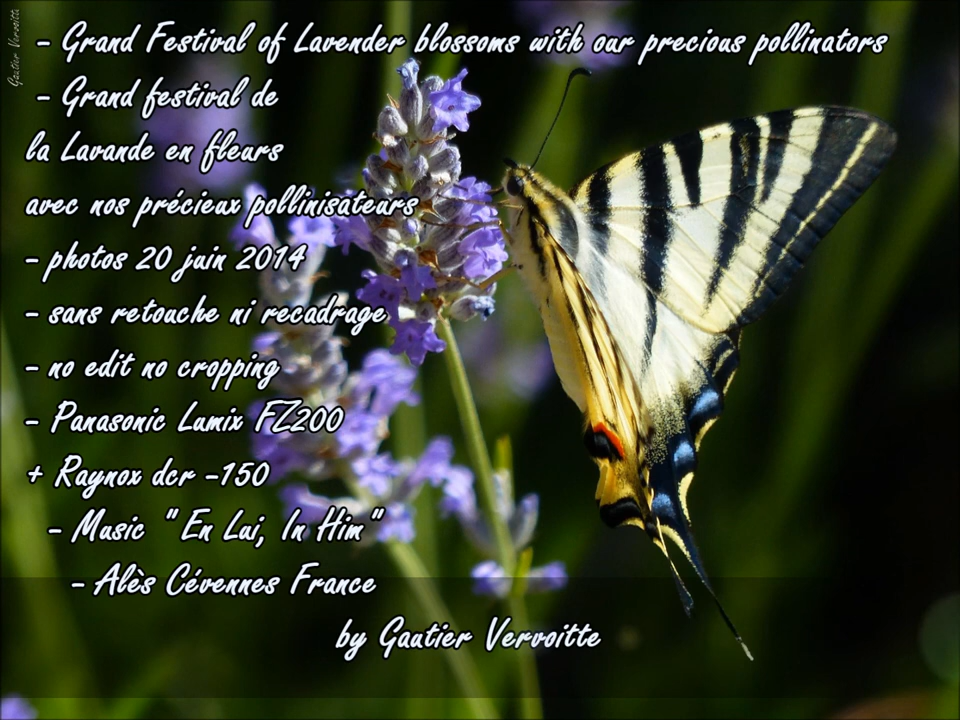 Gautier Vervoitte
- Grand Festival of Lavender blossoms with our precious pollinators
- Grand festival de
la Lavande en fleurs
avec nos précieux pollinisateurs
- photos 20 juin 2014
- sans retouche ni recadrage
- no edit no cropping
- Panasonic Lumix FZ200
+ Raynox dcr -150
- Music "En Lui, In Him"
- Alès Cévennes France
by Gautier Vervoitte